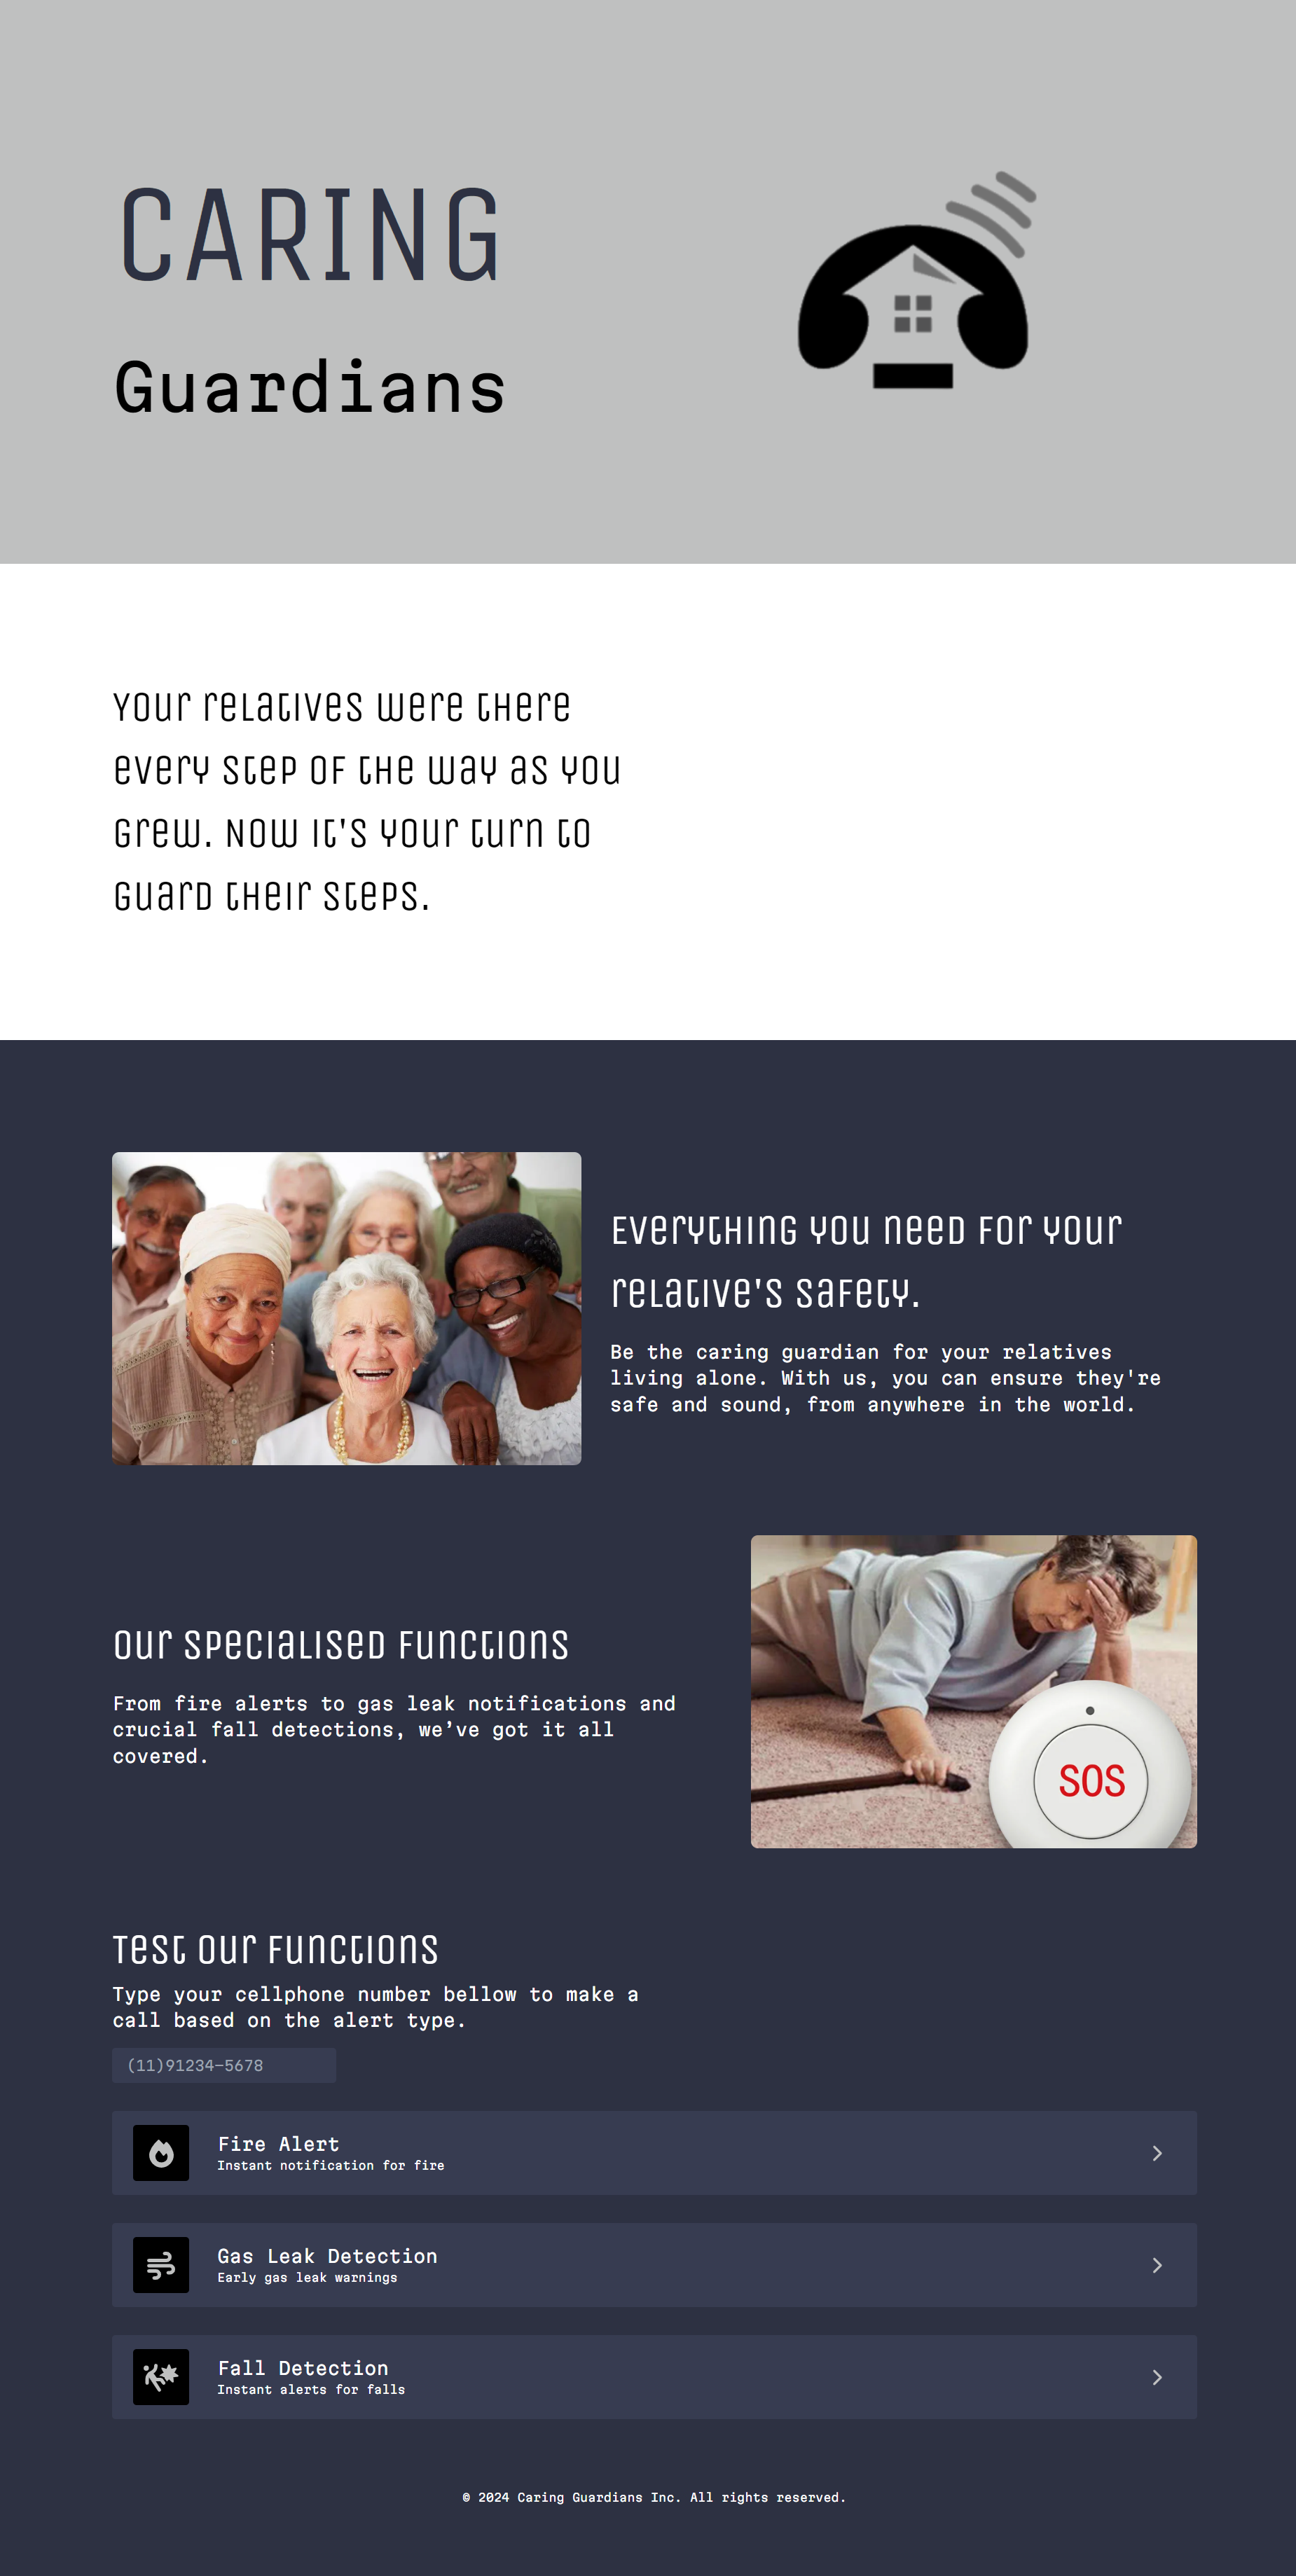 CARING
Guardians
Your relatives were there
every step of the way as you
grew. Now it's your turn to
guard their steps.
Everything you need for your
relative's safety.
Be the caring guardian for your relatives
living alone. With us, you can ensure they're
safe and sound, from anywhere in the world.
Our specialised functions
From fire alerts to gas leak notifications and
crucial fall detections, we’ve got it all
covered.
SOS
Test our functions
Type your cellphone number bellow to make a
call based on the alert type.
(11)91234-5678
Fire Alert
Instant notification for fire
Gas Leak Detection
Early gas leak warnings
Fall Detection
Instant alerts for falls
© 2024 Caring Guardians Inc. All rights reserved.